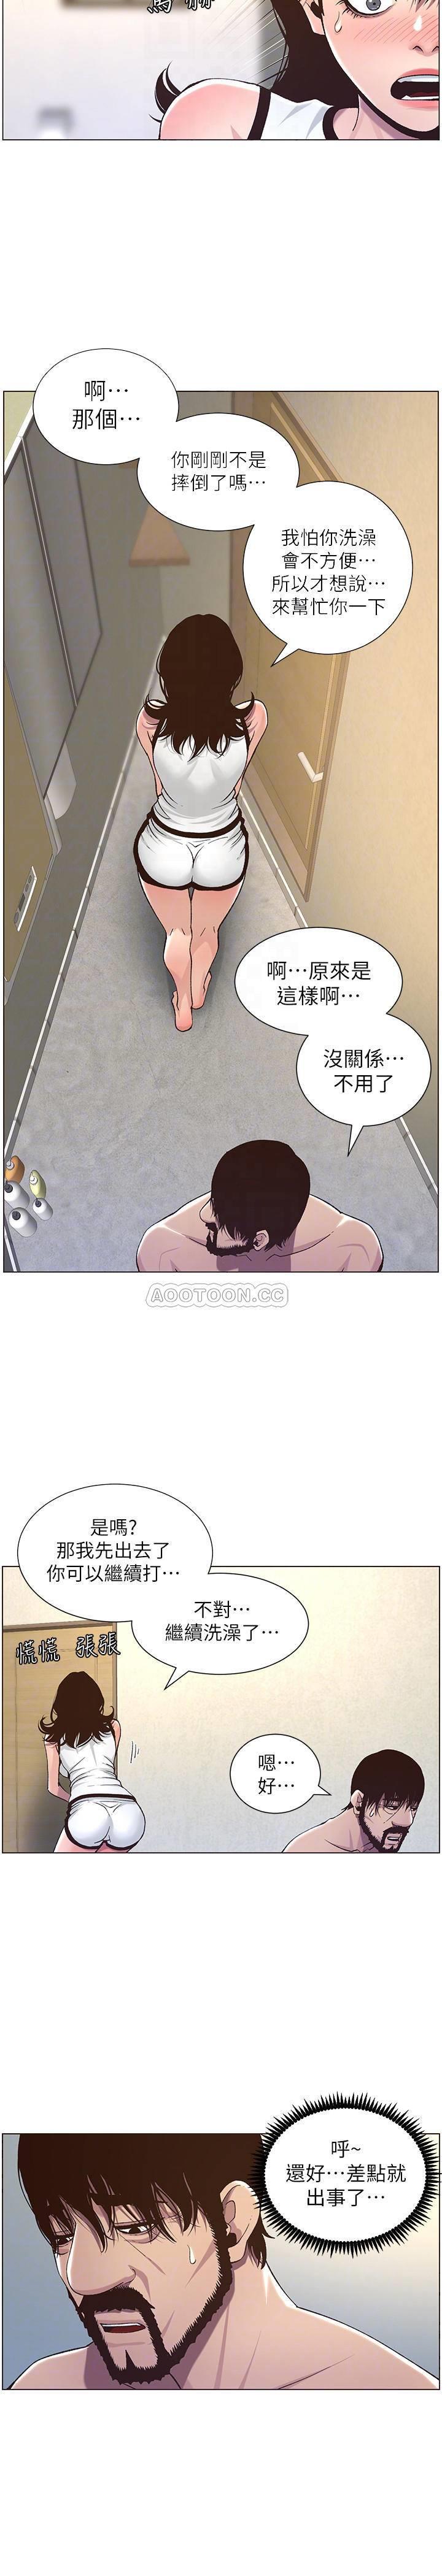 啊…
那個…
你剛剛不是
摔倒了嗎…
我怕你洗澡
會不方便…
所以才想說…
來幫忙你一下
啊…原來是
這樣啊…
沒關係…
不用了
AOOTOON.CC
是嗎?
那我先出去了
你可以繼續打…
不對…
繼續洗澡了…
慌慌 張張
嗯…
好…
呼~
還好…差點就
出事了…